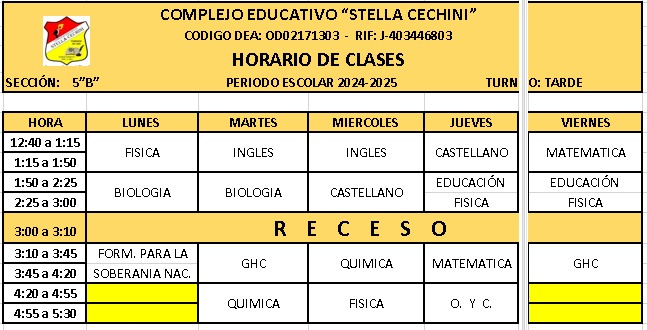 STELLA CECHINI
COMPLEJO EDUCATIVO “STELLA CECHINI”
CODIGO DEA: OD02171303 - RIF: J-403446803
HORARIO DE CLASES
SECCIÓN: 5”B” PERIODO ESCOLAR 2024-2025 TURN O: TARDE
HORA LUNES MARTES MIERCOLES JUEVES VIERNES
12:40 a 1:15
FISICA INGLES INGLES CASTELLANO MATEMATICA
1:15 a 1:50
1:50 a 2:25 EDUCACIÓN EDUCACIÓN
BIOLOGIA BIOLOGIA CASTELLANO
2:25 a 3:00 FISICA FISICA
3:00 a 3:10 R E C E S O
3:10 a 3:45 FORM. PARA LA
GHC QUIMICA MATEMATICA GHC
3:45 a 4:20 SOBERANIA NAC.
4:20 a 4:55
QUIMICA FISICA O. Y C.
4:55 a 5:30